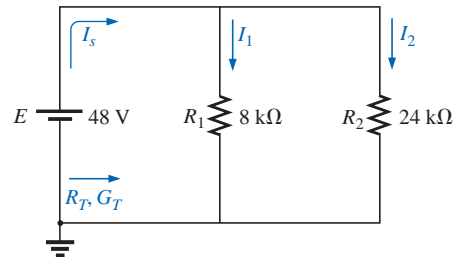 I_s
I_1
I_2
E 48 V
R_1 8 kΩ
R_2 24 kΩ
R_T, G_T